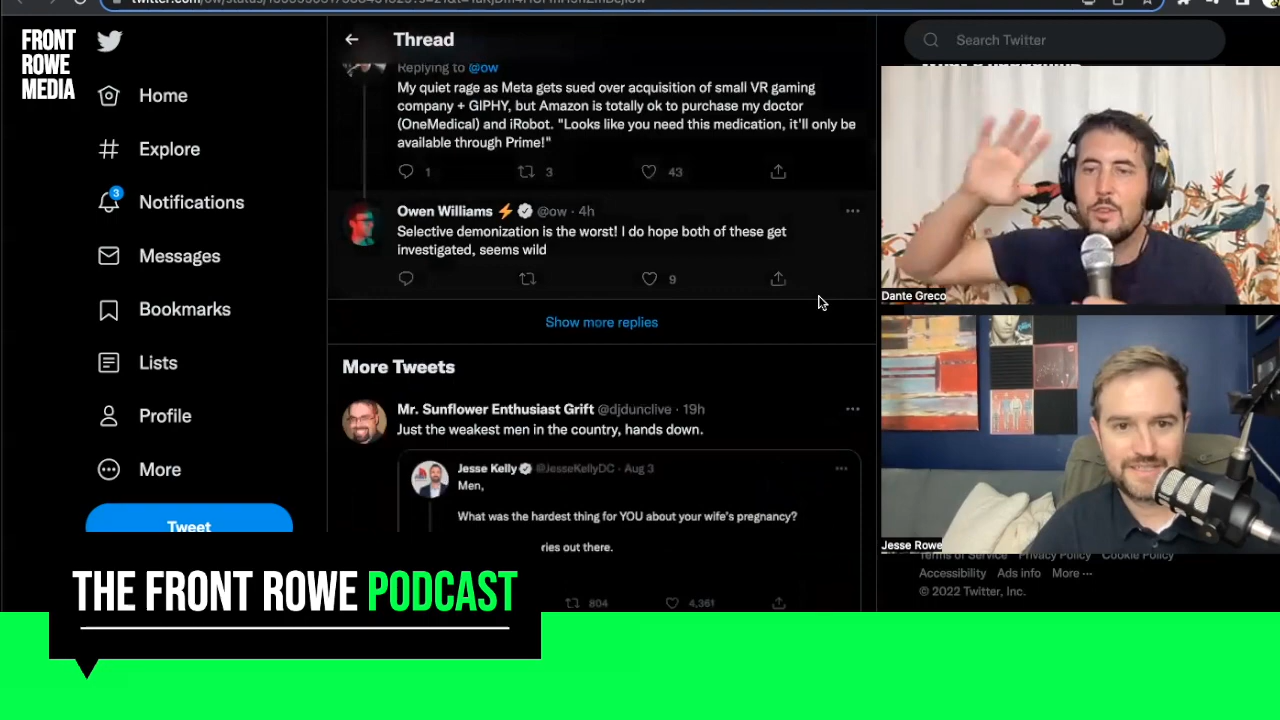 FRONT
ROWE
MEDIA
Home
Explore
3
Notifications
Messages
Bookmarks
Lists
Profile
More
Tweet
Thread
Replying to @ow
My quiet rage as Meta gets sued over acquisition of small VR gaming
company + GIPHY, but Amazon is totally ok to purchase my doctor
(OneMedical) and iRobot. "Looks like you need this medication, it'll only be
available through Prime!"
1 3 43
Owen Williams ⚡ @ow · 4h
Selective demonization is the worst! I do hope both of these get
investigated, seems wild
9
Show more replies
More Tweets
Mr. Sunflower Enthusiast Grift @djdunclive · 19h
Just the weakest men in the country, hands down.
Jesse Kelly @JesseKellyDC · Aug 3
Men,
What was the hardest thing for YOU about your wife's pregnancy?
ries out there.
804 4,361
Search Twitter
Dante Greco
Jesse Rowe
Terms of Service Privacy Policy Cookie Policy
Accessibility Ads info More ···
© 2022 Twitter, Inc.
THE FRONT ROWE PODCAST